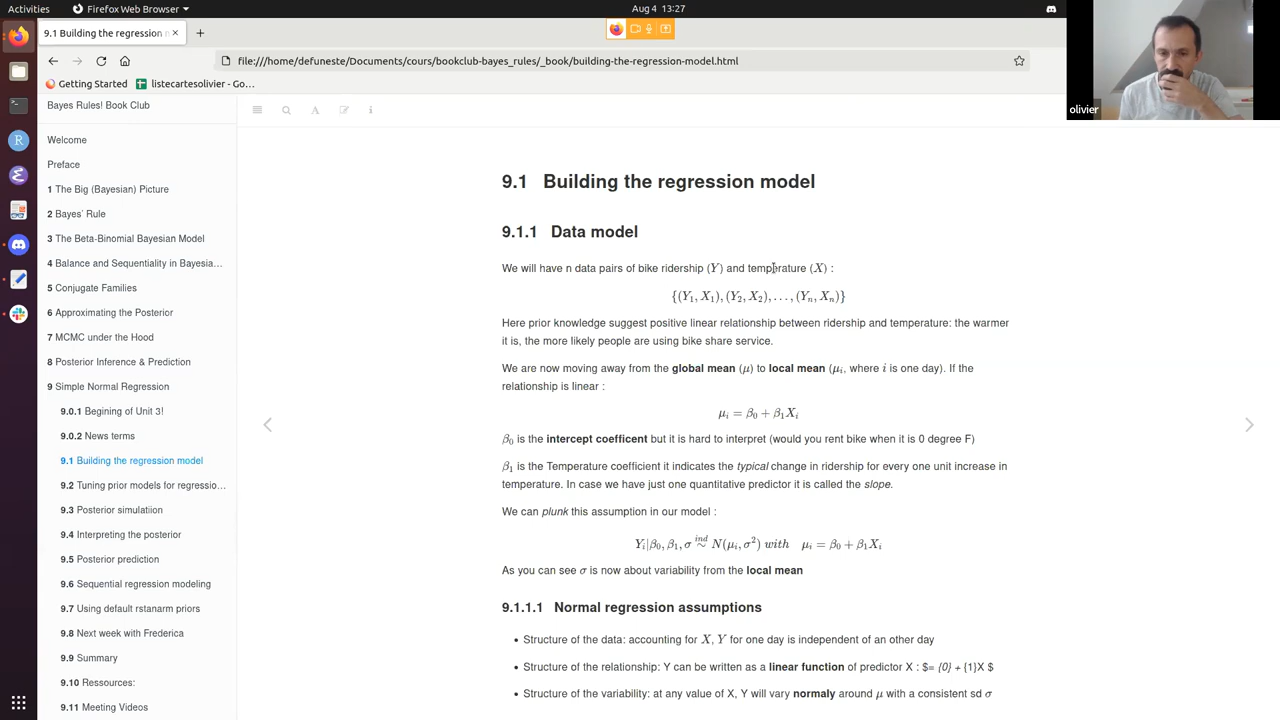 Activities
Firefox Web Browser
Aug 4 13:27
9.1 Building the regression n
file:///home/defuneste/Documents/cours/bookclub-bayes_rules/_book/building-the-regression-model.html
Getting Started
listecartesolivier - Go…
olivier
Bayes Rules! Book Club
Welcome
Preface
1 The Big (Bayesian) Picture
2 Bayes' Rule
3 The Beta-Binomial Bayesian Model
4 Balance and Sequentiality in Bayesia…
5 Conjugate Families
6 Approximating the Posterior
7 MCMC under the Hood
8 Posterior Inference & Prediction
9 Simple Normal Regression
9.0.1 Begining of Unit 3!
9.0.2 News terms
9.1 Building the regression model
9.2 Tuning prior models for regressio…
9.3 Posterior simulatiion
9.4 Interpreting the posterior
9.5 Posterior prediction
9.6 Sequential regression modeling
9.7 Using default rstanarm priors
9.8 Next week with Frederica
9.9 Summary
9.10 Ressources:
9.11 Meeting Videos
9.1 Building the regression model
9.1.1 Data model
We will have n data pairs of bike ridership (Y) and temperature (X) :
{(Y₁, X₁), (Y₂, X₂), . . . , (Yₙ, Xₙ)}
Here prior knowledge suggest positive linear relationship between ridership and temperature: the warmer
it is, the more likely people are using bike share service.
We are now moving away from the global mean (μ) to local mean (μᵢ, where i is one day). If the
relationship is linear :
μᵢ = β₀ + β₁Xᵢ
β₀ is the intercept coefficent but it is hard to interpret (would you rent bike when it is 0 degree F)
β₁ is the Temperature coefficient it indicates the typical change in ridership for every one unit increase in
temperature. In case we have just one quantitative predictor it is called the slope.
We can plunk this assumption in our model :
Yᵢ|β₀, β₁, σ ind ~ N(μᵢ, σ²) with μᵢ = β₀ + β₁Xᵢ
As you can see σ is now about variability from the local mean
9.1.1.1 Normal regression assumptions
• Structure of the data: accounting for X, Y for one day is independent of an other day
• Structure of the relationship: Y can be written as a linear function of predictor X : $= {0} + {1}X $
• Structure of the variability: at any value of X, Y will vary normaly around μ with a consistent sd σ